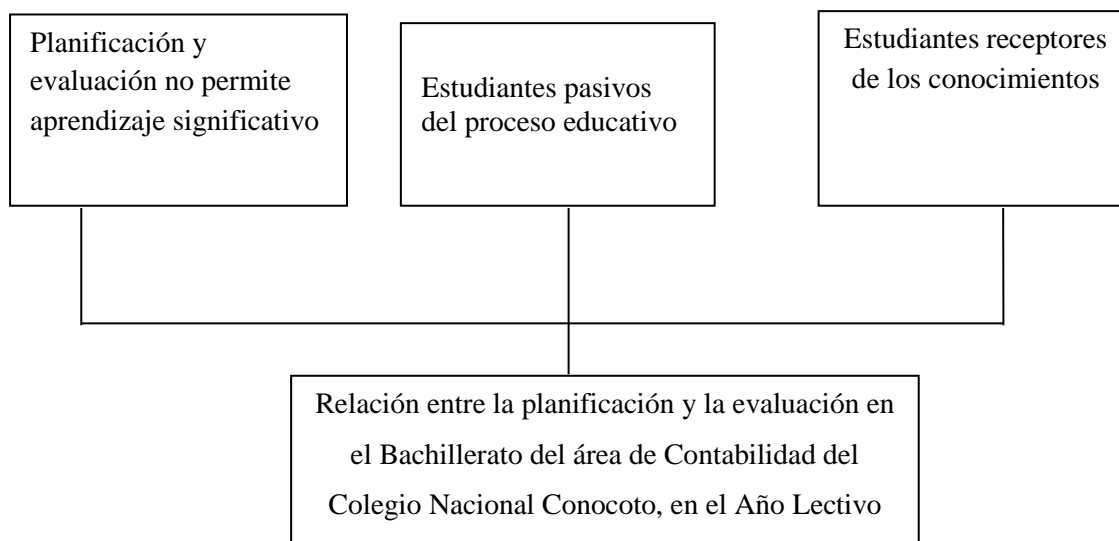 Planificación y
evaluación no permite
aprendizaje significativo
Estudiantes pasivos
del proceso educativo
Estudiantes receptores
de los conocimientos
Relación entre la planificación y la evaluación en
el Bachillerato del área de Contabilidad del
Colegio Nacional Conocoto, en el Año Lectivo